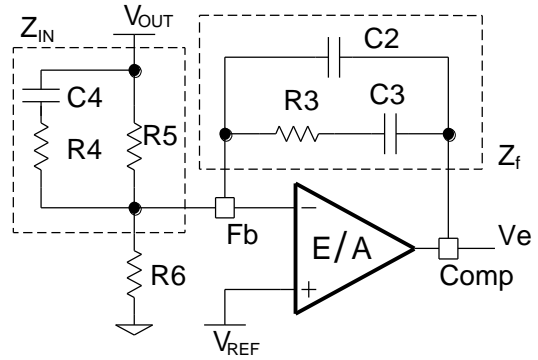 Z_IN
V_OUT
C2
C4
R3
C3
R4
R5
Z_f
−
Fb
E/A
Ve
R6
+
Comp
V_REF